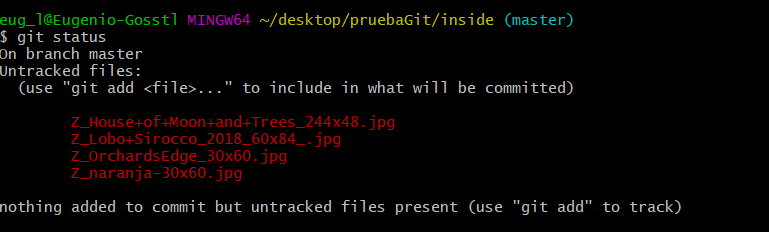 eug_l@Eugenio-Gosstl MINGW64 ~/desktop/pruebaGit/inside (master)
$ git status
On branch master
Untracked files:
  (use "git add <file>..." to include in what will be committed)

        Z_House+of+Moon+and+Trees_244x48.jpg
        Z_Lobo+Sirocco_2018_60x84_.jpg
        Z_OrchardsEdge_30x60.jpg
        Z_naranja-30x60.jpg

nothing added to commit but untracked files present (use "git add" to track)